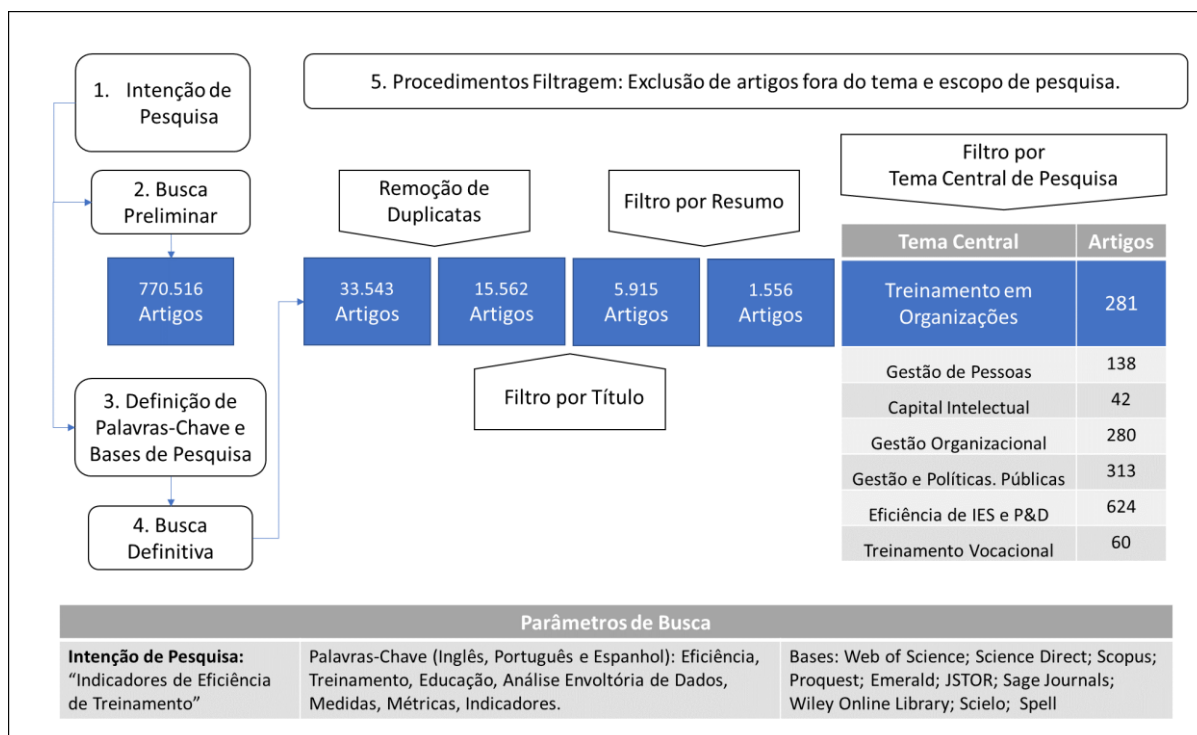 1. Intenção de
Pesquisa
5. Procedimentos Filtragem: Exclusão de artigos fora do tema e escopo de pesquisa.
2. Busca
Preliminar
770.516
Artigos
3. Definição de
Palavras-Chave e
Bases de Pesquisa
4. Busca
Definitiva
Remoção de
Duplicatas
Filtro por Resumo
33.543
Artigos
15.562
Artigos
5.915
Artigos
1.556
Artigos
Filtro por Título
Filtro por
Tema Central de Pesquisa
Tema Central Artigos
Treinamento em
Organizações
281
Gestão de Pessoas 138
Capital Intelectual 42
Gestão Organizacional 280
Gestão e Políticas. Públicas 313
Eficiência de IES e P&D 624
Treinamento Vocacional 60
Parâmetros de Busca
Intenção de Pesquisa:
“Indicadores de Eficiência
de Treinamento”
Palavras-Chave (Inglês, Português e Espanhol): Eficiência,
Treinamento, Educação, Análise Envoltória de Dados,
Medidas, Métricas, Indicadores.
Bases: Web of Science; Science Direct; Scopus;
Proquest; Emerald; JSTOR; Sage Journals;
Wiley Online Library; Scielo; Spell